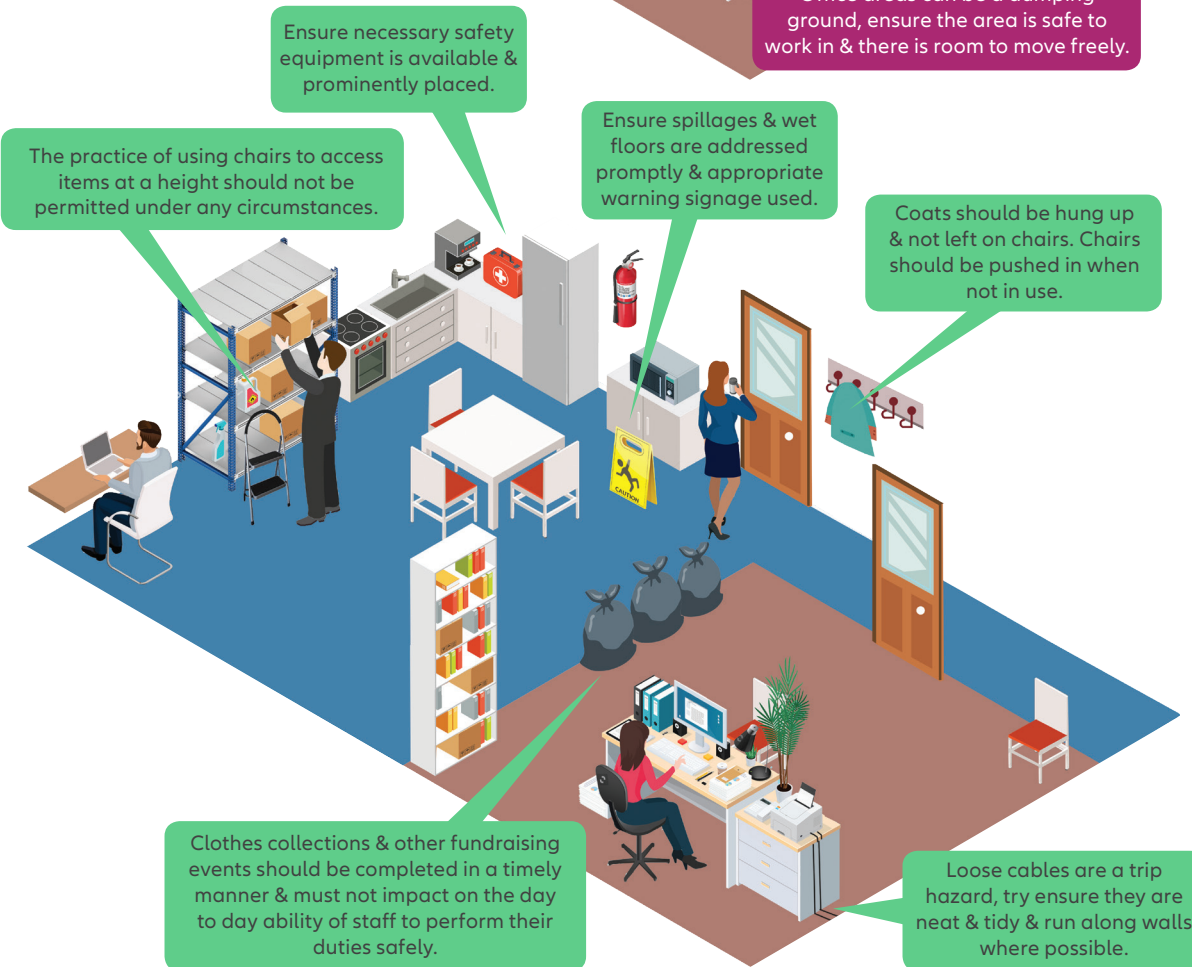 Office areas can be a dumping
ground, ensure the area is safe to
work in & there is room to move freely.
Ensure necessary safety
equipment is available &
prominently placed.
Ensure spillages & wet
floors are addressed
promptly & appropriate
warning signage used.
The practice of using chairs to access
items at a height should not be
permitted under any circumstances.
Coats should be hung up
& not left on chairs. Chairs
should be pushed in when
not in use.
CAUTION
Clothes collections & other fundraising
events should be completed in a timely
manner & must not impact on the day
to day ability of staff to perform their
duties safely.
Loose cables are a trip
hazard, try ensure they are
neat & tidy & run along walls
where possible.